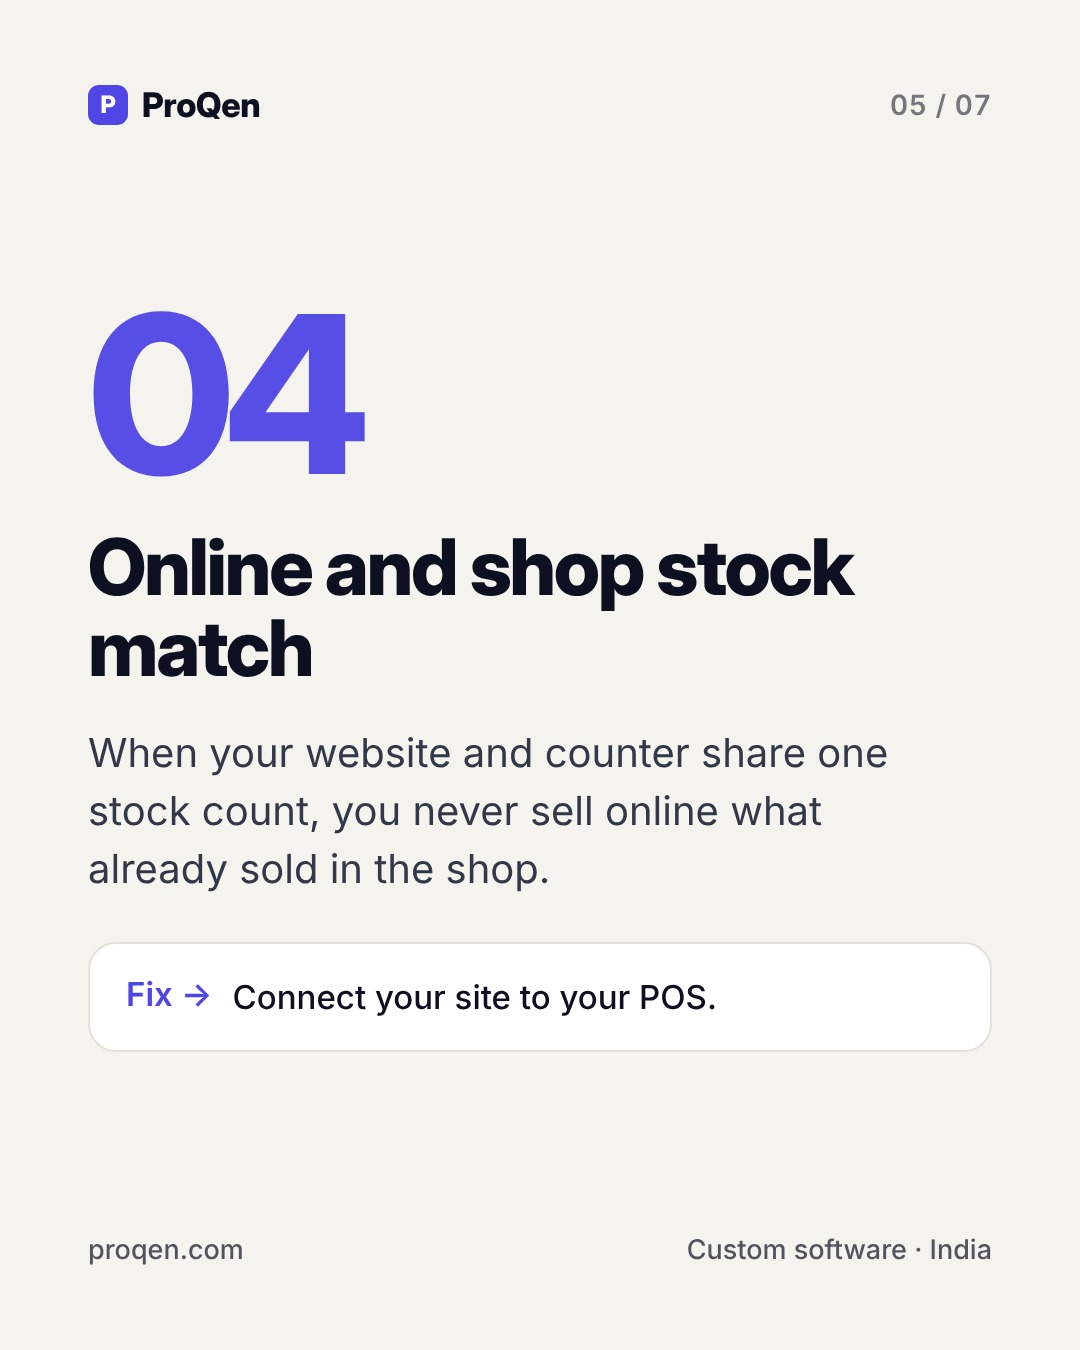 P ProQen
05 / 07
04
Online and shop stock
match
When your website and counter share one
stock count, you never sell online what
already sold in the shop.
Fix → Connect your site to your POS.
proqen.com
Custom software · India